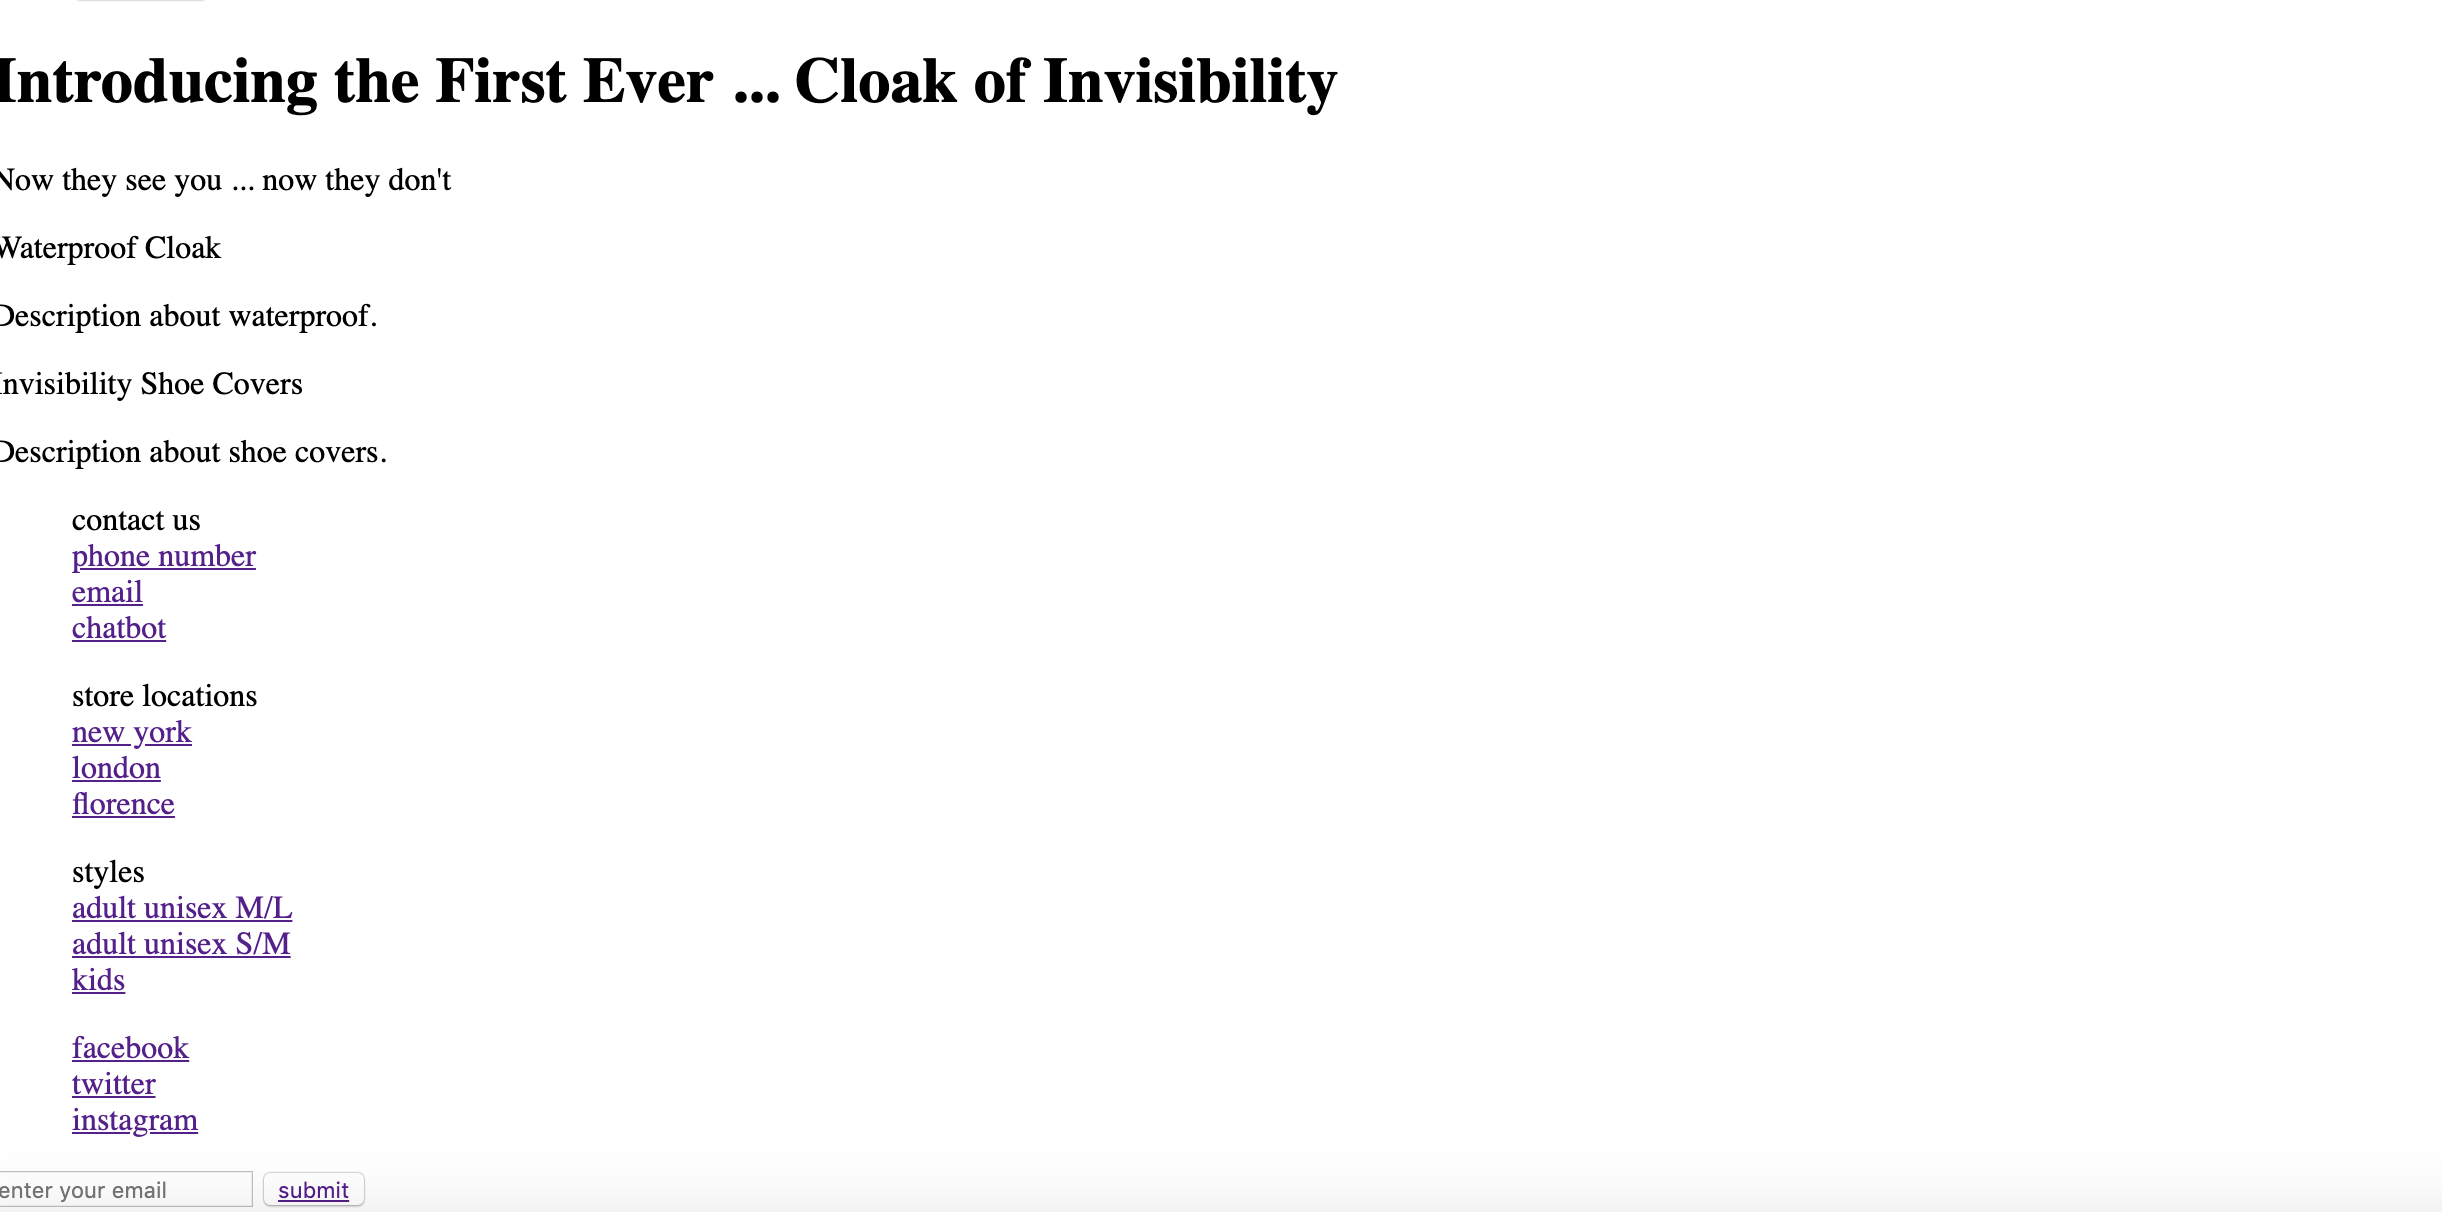 Introducing the First Ever ... Cloak of Invisibility
Now they see you ... now they don't
Waterproof Cloak
Description about waterproof.
Invisibility Shoe Covers
Description about shoe covers.
contact us
phone number
email
chatbot
store locations
new york
london
florence
styles
adult unisex M/L
adult unisex S/M
kids
facebook
twitter
instagram
enter your email submit